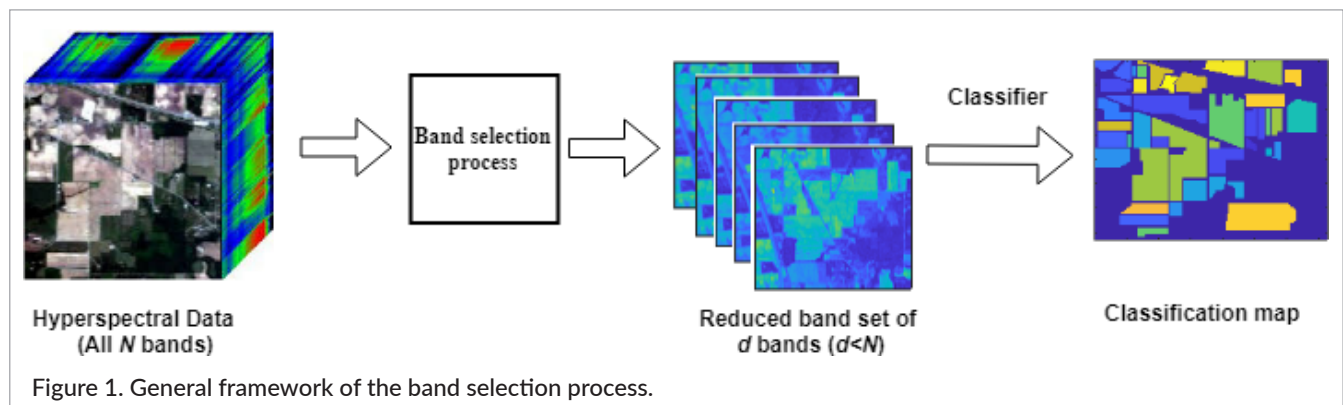 Hyperspectral Data
(All N bands)
Band selection
process
Reduced band set of
d bands (d<N)
Classifier
Classification map
Figure 1. General framework of the band selection process.